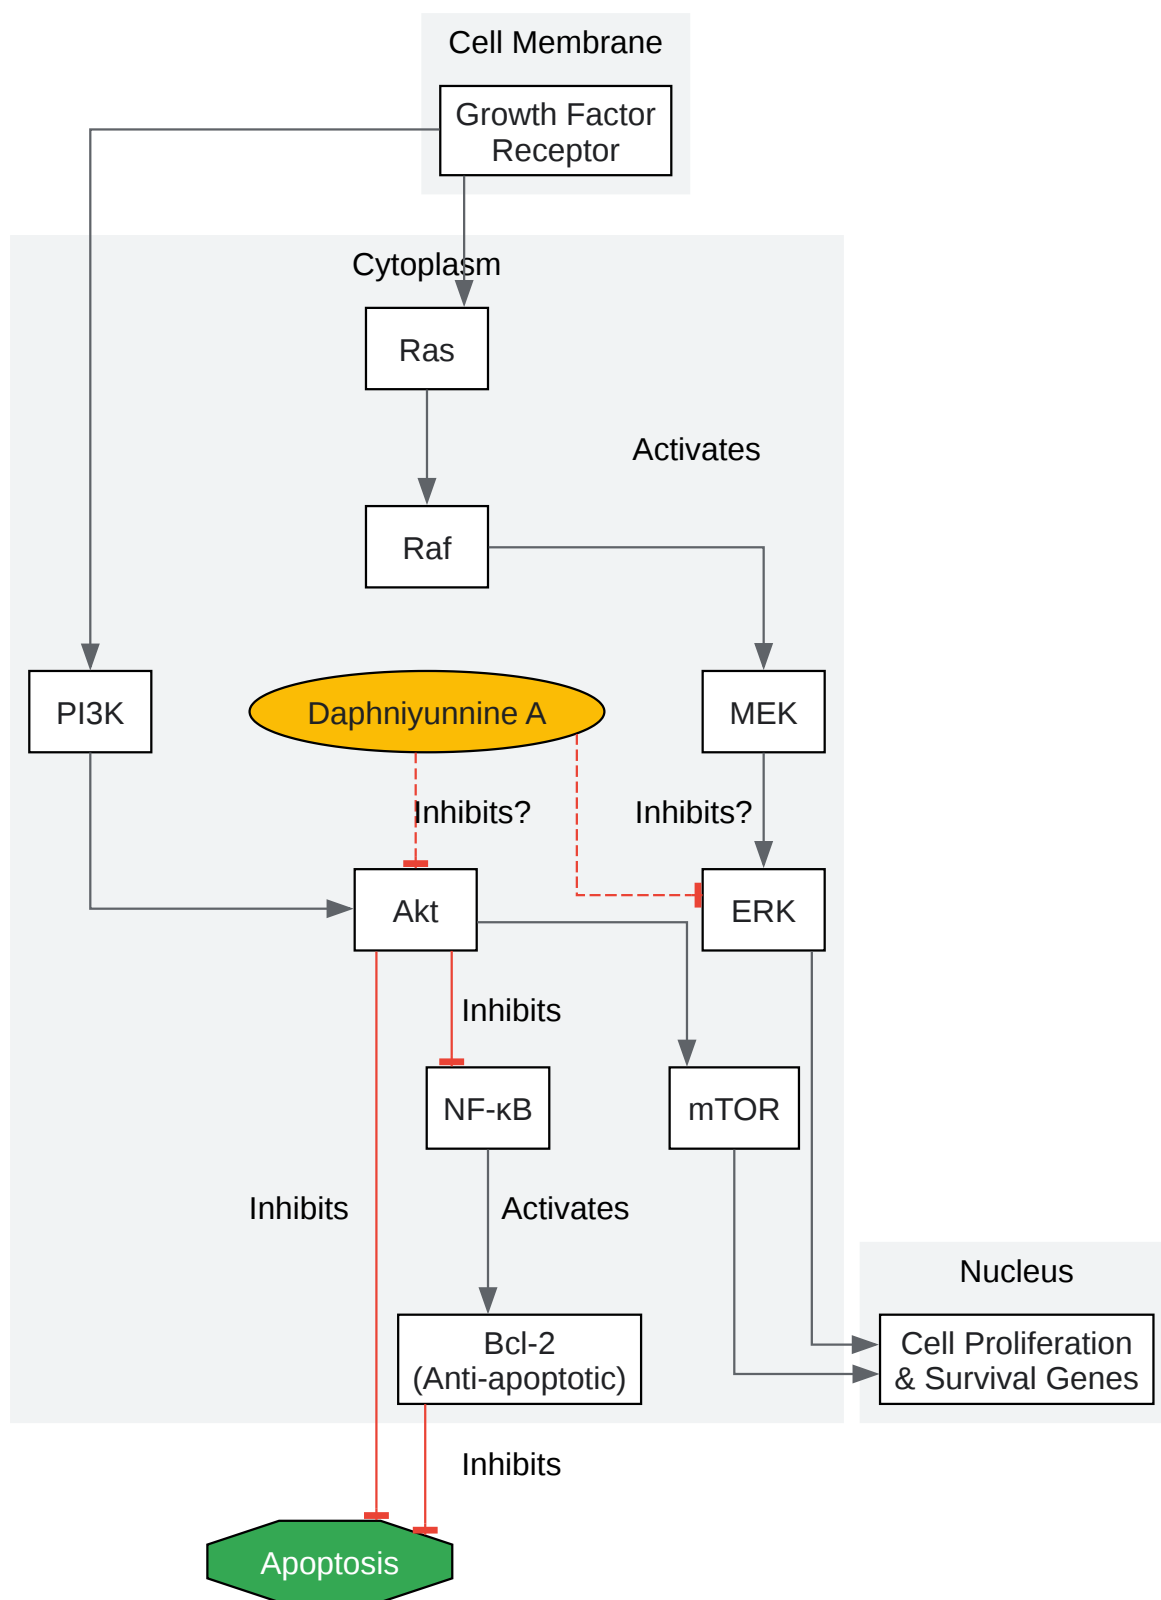 Cell Membrane
Growth Factor
Receptor
Cytoplasm
Ras
Activates
Raf
PI3K
Daphniyunnine A
MEK
Inhibits?
Inhibits?
Akt
ERK
Inhibits
NF-κB
mTOR
Inhibits
Activates
Nucleus
Bcl-2
(Anti-apoptotic)
Cell Proliferation
& Survival Genes
Inhibits
Apoptosis